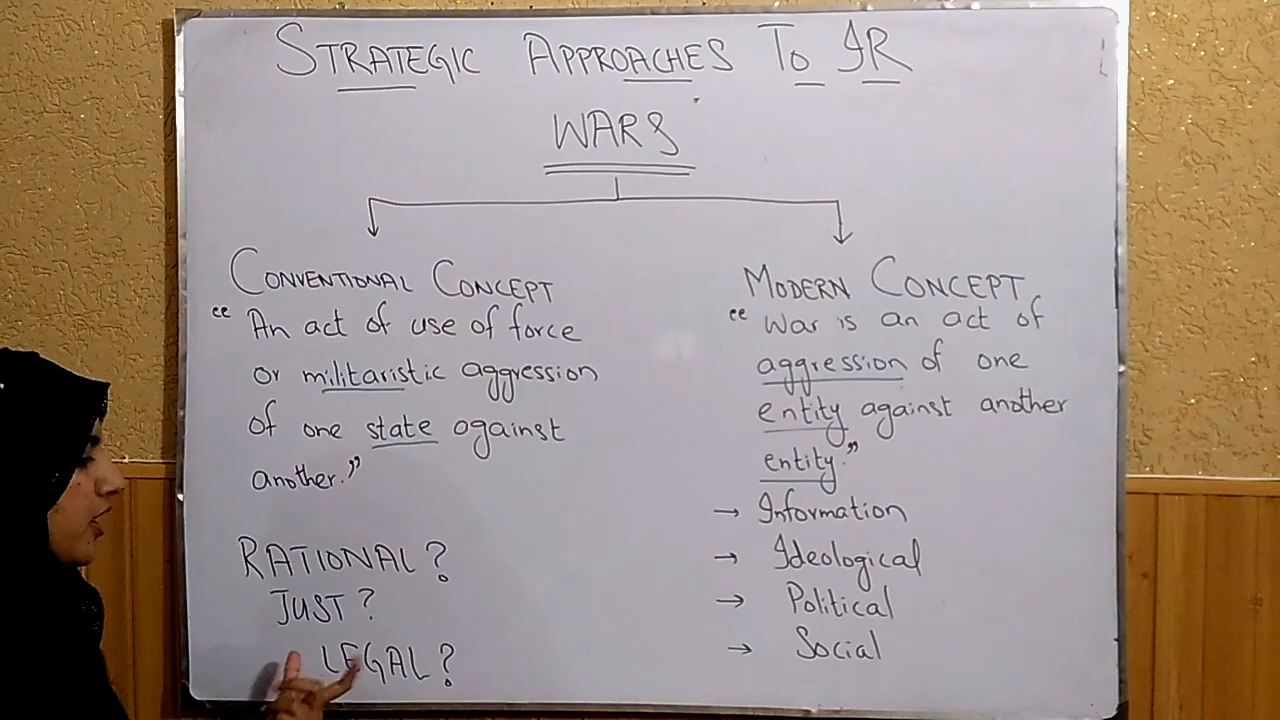 STRATEGIC APPROACHES TO IR
WARS
CONVENTIONAL CONCEPT
“ An act of use of force
or militaristic aggression
of one state against
another.”
RATIONAL?
JUST?
LEGAL?
MODERN CONCEPT
“ War is an act of
aggression of one
entity against another
entity.”
→ Information
→ Ideological
→ Political
→ Social